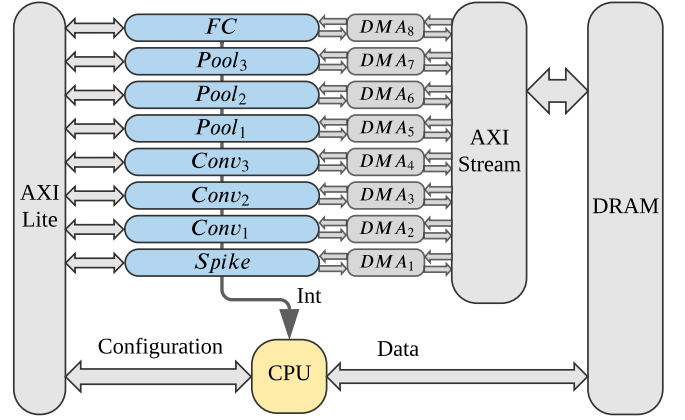 FC DMA8
Pool3 DMA7
Pool2 DMA6
Pool1 DMA5
Conv3 DMA4
Conv2 DMA3
Conv1 DMA2
Spike DMA1
AXI
Lite
AXI
Stream
DRAM
Int
Configuration
CPU
Data